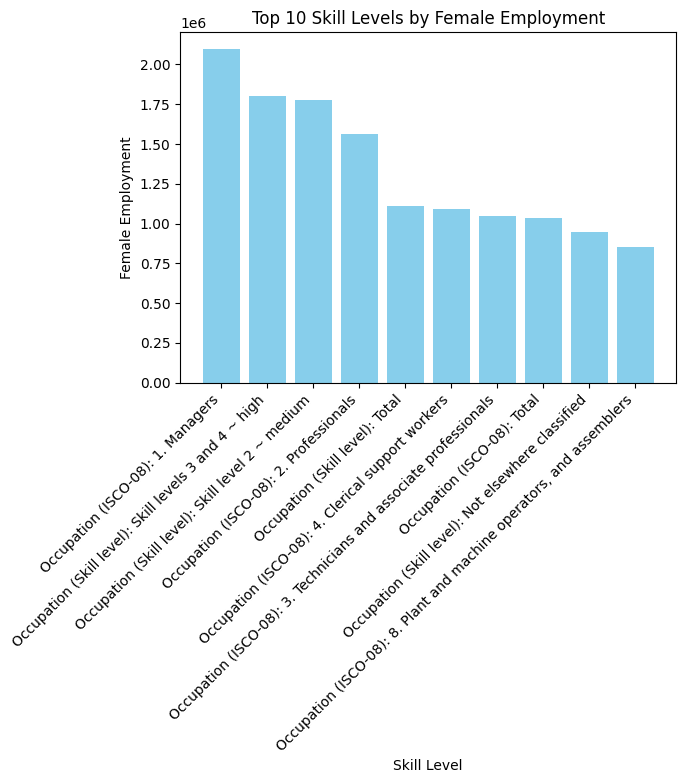 Top 10 Skill Levels by Female Employment
1e6
2.00
1.75
1.50
1.25
1.00
0.75
0.50
0.25
0.00
Female Employment
Occupation (ISCO-08): 1. Managers
Occupation (Skill level): Skill levels 3 and 4 ~ high
Occupation (Skill level): Skill level 2 ~ medium
Occupation (ISCO-08): 2. Professionals
Occupation (Skill level): Total
Occupation (ISCO-08): 4. Clerical support workers
Occupation (ISCO-08): 3. Technicians and associate professionals
Occupation (ISCO-08): Total
Occupation (Skill level): Not elsewhere classified
Occupation (ISCO-08): 8. Plant and machine operators, and assemblers
Skill Level